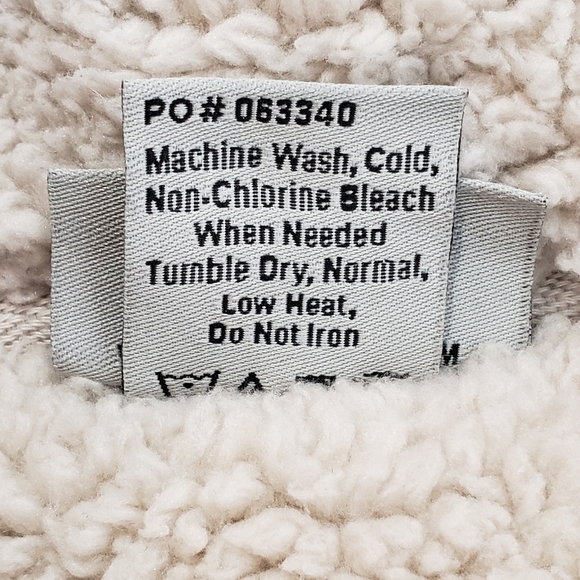 PO# 063340
Machine Wash, Cold,
Non-Chlorine Bleach
When Needed
Tumble Dry, Normal,
Low Heat,
Do Not Iron
M